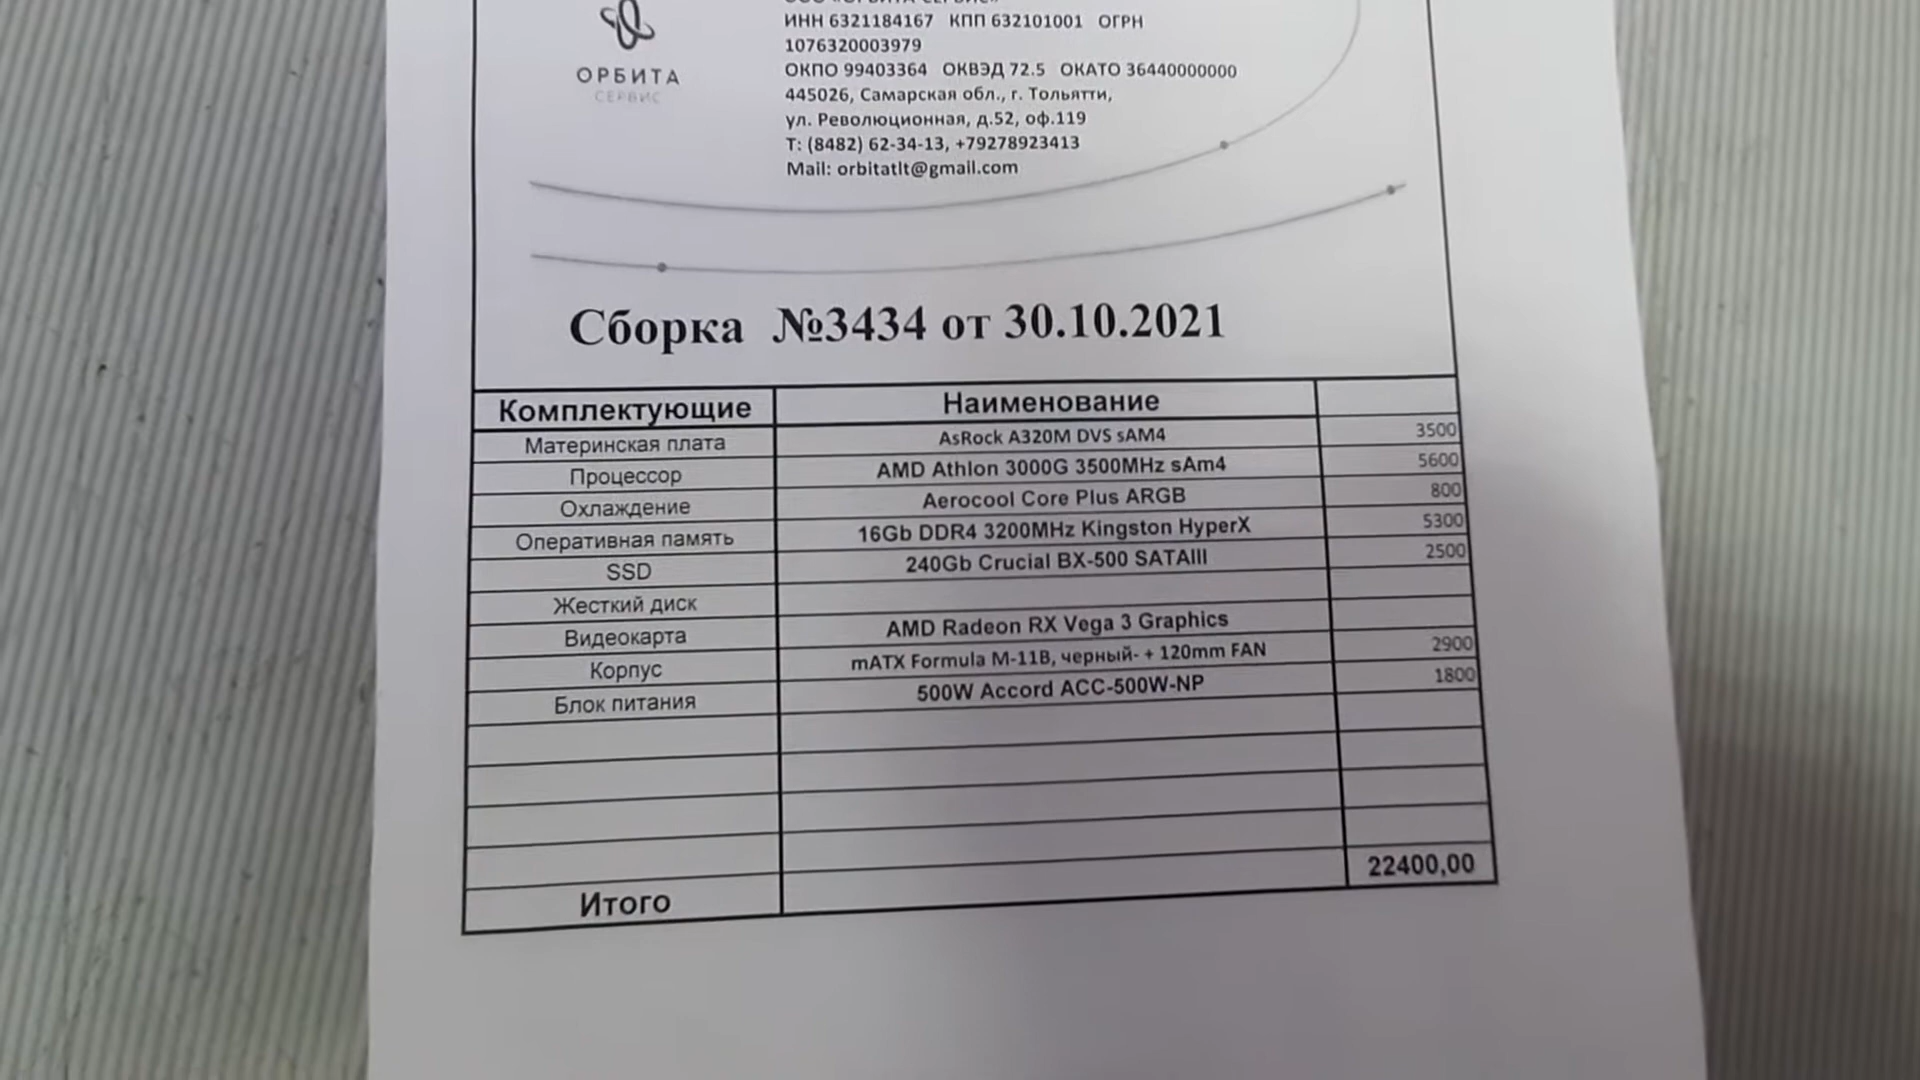 ООО «ОРБИТА СЕРВИС»
ИНН 6321184167 КПП 632101001 ОГРН
1076320003979
ОКПО 99403364 ОКВЭД 72.5 ОКАТО 36440000000
445026, Самарская обл., г. Тольятти,
ул. Революционная, д.52, оф.119
Т: (8482) 62-34-13, +79278923413
Mail: orbitatlt@gmail.com
ОРБИТА
СЕРВИС
Сборка №3434 от 30.10.2021
Комплектующие Наименование
Материнская плата AsRock A320M DVS sAM4 3500
Процессор AMD Athlon 3000G 3500MHz sAm4 5600
Охлаждение Aerocool Core Plus ARGB 800
Оперативная память 16Gb DDR4 3200MHz Kingston HyperX 5300
SSD 240Gb Crucial BX-500 SATAIII 2500
Жесткий диск
Видеокарта AMD Radeon RX Vega 3 Graphics
Корпус mATX Formula M-11B, черный- + 120mm FAN 2900
Блок питания 500W Accord ACC-500W-NP 1800
Итого 22400,00